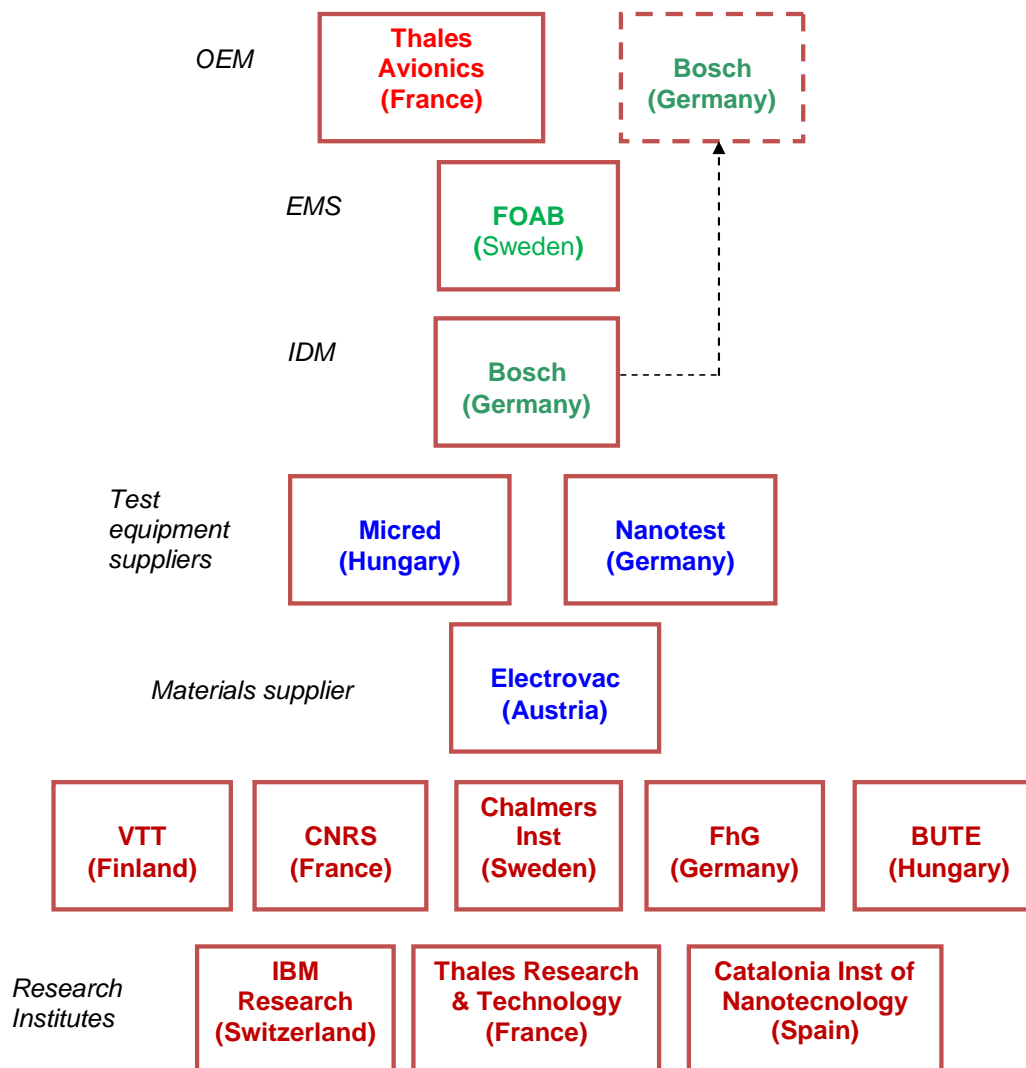 OEM
Thales
Avionics
(France)
Bosch
(Germany)
EMS
FOAB
(Sweden)
IDM
Bosch
(Germany)
Test
equipment
suppliers
Micred
(Hungary)
Nanotest
(Germany)
Materials supplier
Electrovac
(Austria)
VTT
(Finland)
CNRS
(France)
Chalmers
Inst
(Sweden)
FhG
(Germany)
BUTE
(Hungary)
Research
Institutes
IBM
Research
(Switzerland)
Thales Research
& Technology
(France)
Catalonia Inst of
Nanotecnology
(Spain)